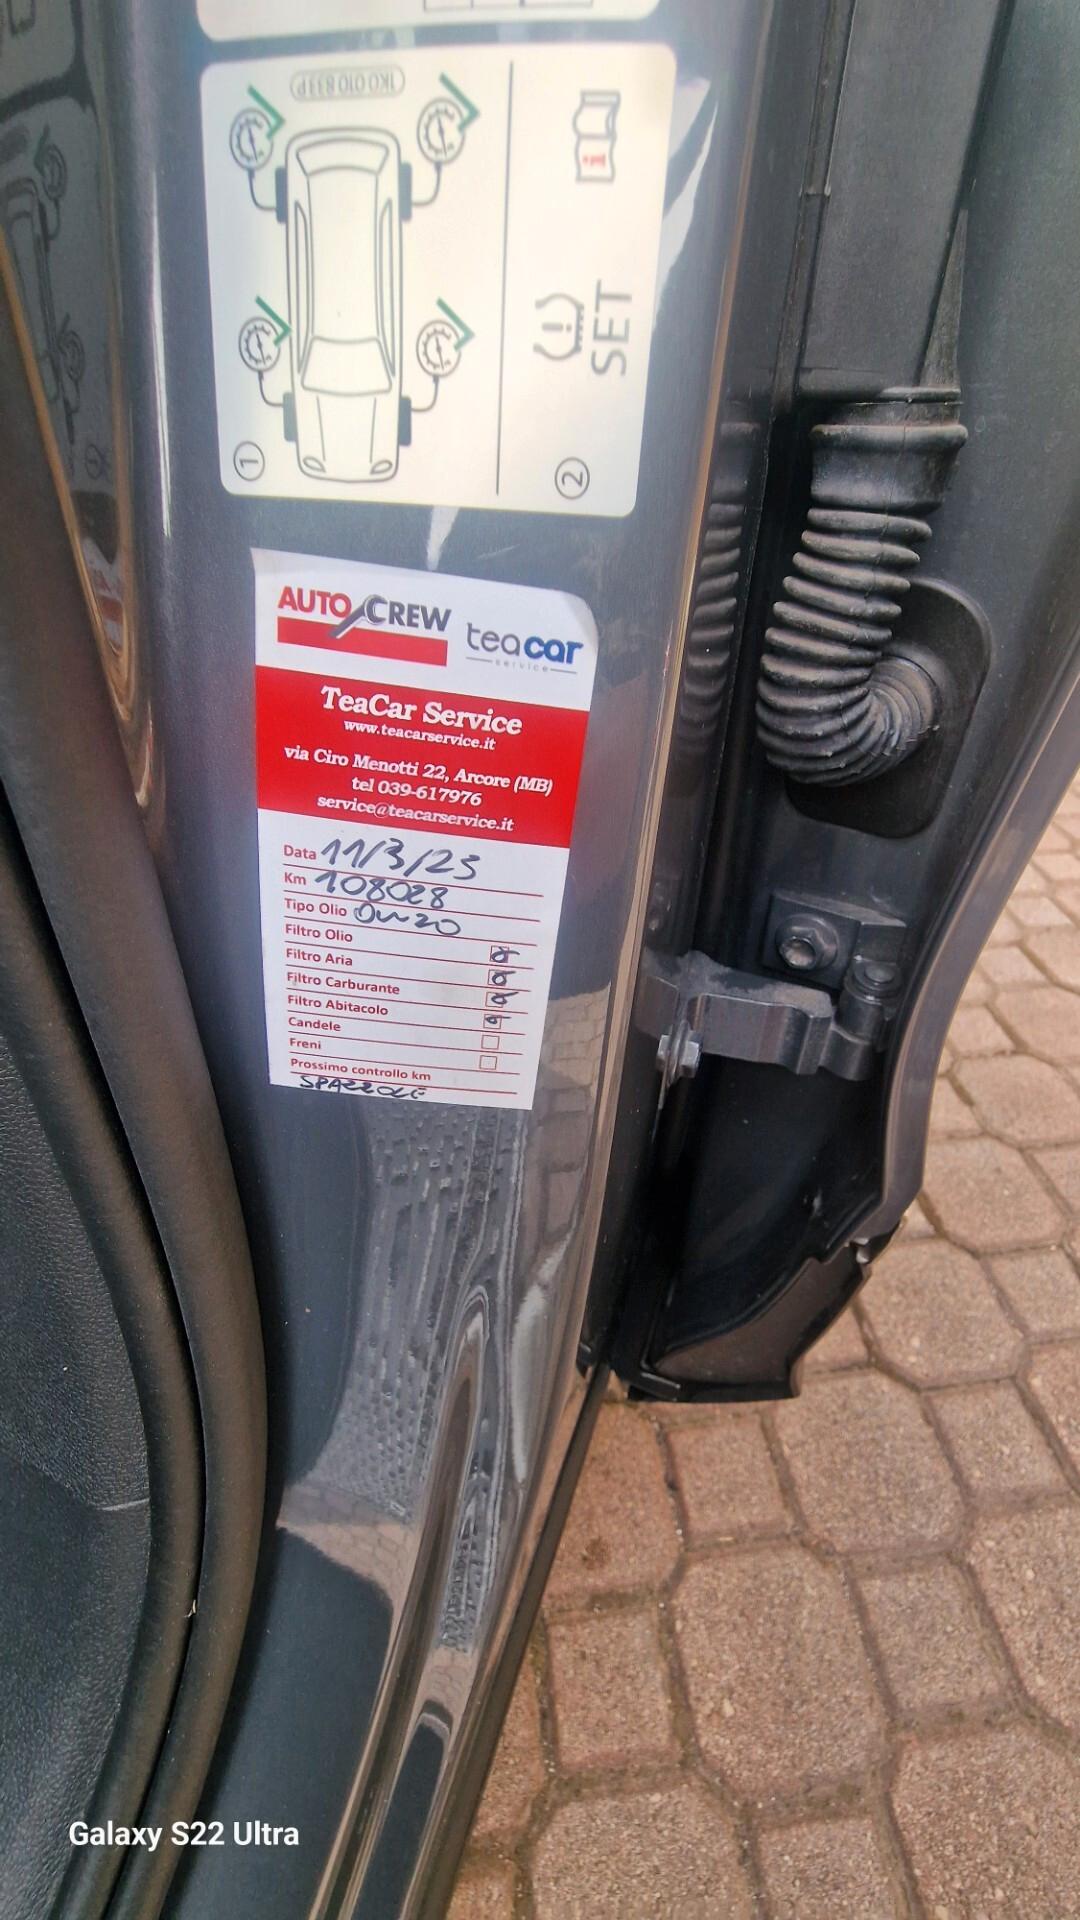 1K0 010 833P
1
2
SET
AUTO CREW
teacar
service
TeaCar Service
www.teacarservice.it
via Ciro Menotti 22, Arcore (MB)
tel 039-617976
service@teacarservice.it
Data 11/3/25
Km 108028
Tipo Olio 0w20
Filtro Olio
Filtro Aria
Filtro Carburante
Filtro Abitacolo
Candele
Freni
Prossimo controllo km
SPAZZOLE
Galaxy S22 Ultra